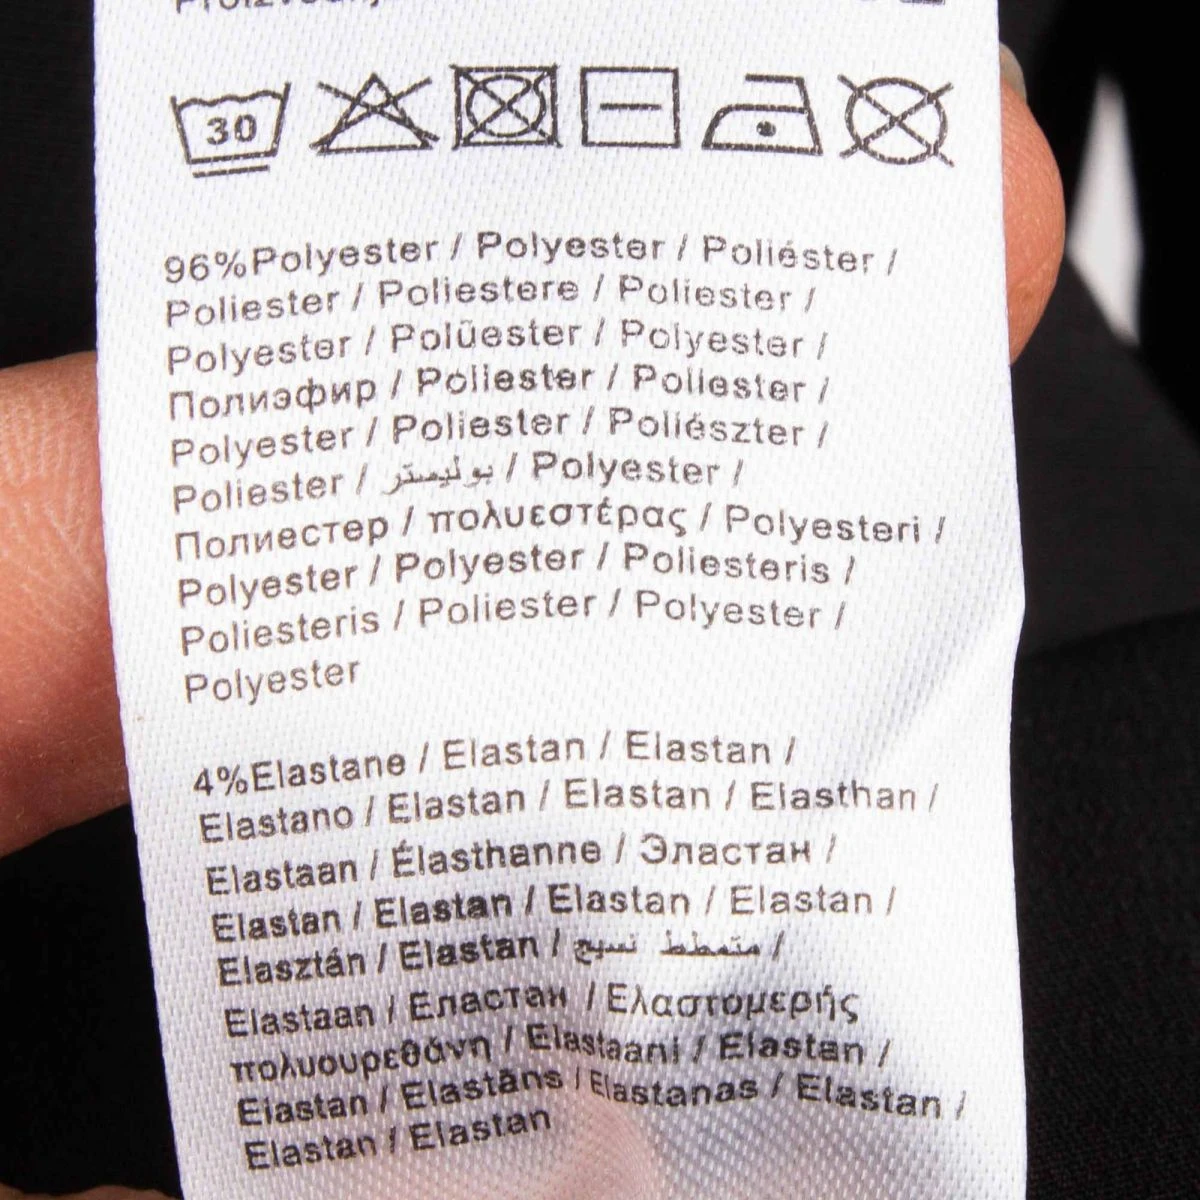 30
96%Polyester / Polyester / Poliéster /
Poliester / Poliestere / Poliester /
Polyester / Polüester / Polyester /
Полиэфир / Poliester / Poliester /
Polyester / Poliester / Poliészter /
Poliester / بوليستر / Polyester /
Полиестер / πολυεστέρας / Polyesteri /
Polyester / Polyester / Poliesteris /
Poliesteris / Poliester / Polyester /
Polyester
4%Elastane / Elastan / Elastan /
Elastano / Elastan / Elastan / Elasthan /
Elastaan / Élasthanne / Эластан /
Elastan / Elastan / Elastan / Elastan /
Elasztán / Elastan / متمطط نسيج /
Elastaan / Еластан / Ελαστομερής
πολυουρεθάνη / Elastaani / Elastan /
Elastan / Elastāns / Elastanas / Elastan /
Elastan / Elastan